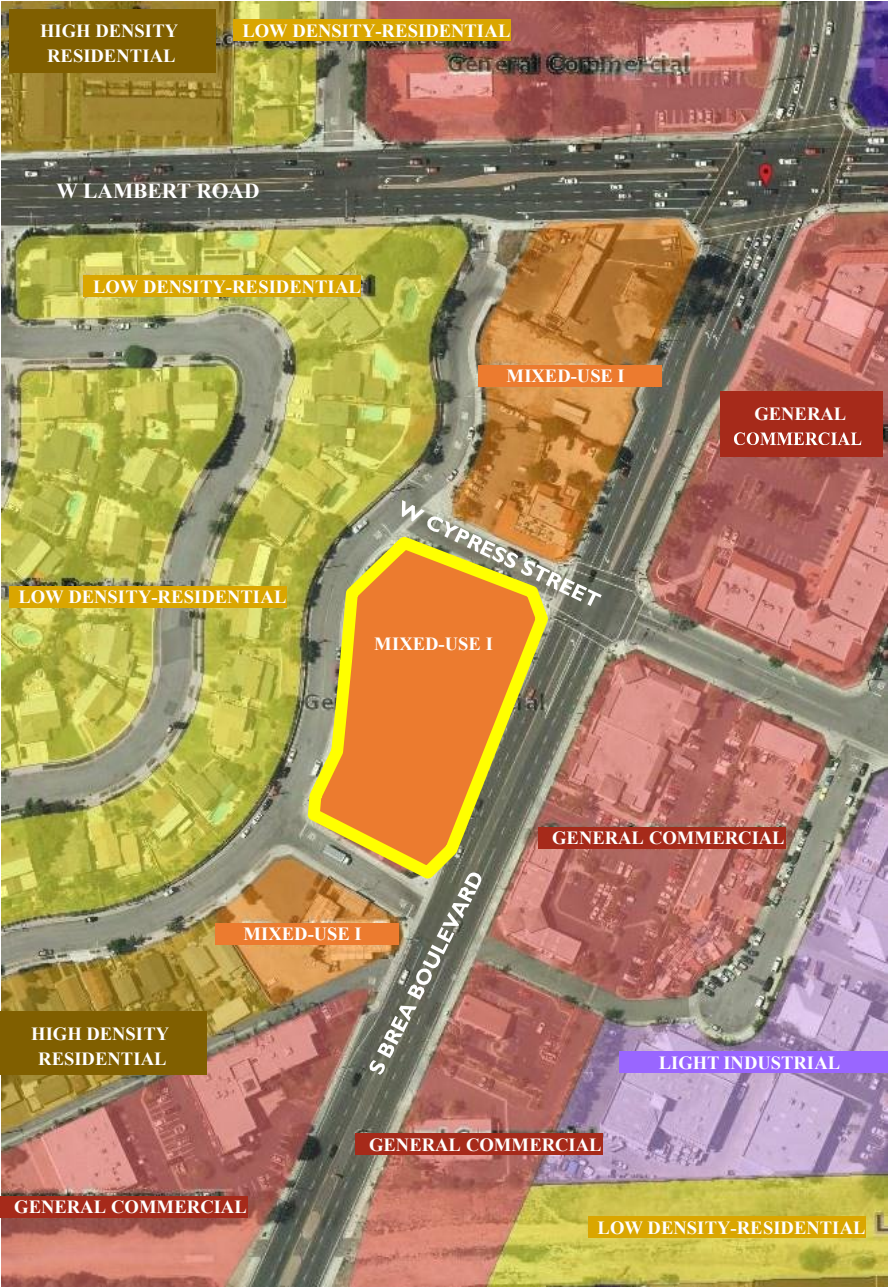 HIGH DENSITY
RESIDENTIAL
LOW DENSITY-RESIDENTIAL
General Commercial
W LAMBERT ROAD
LOW DENSITY-RESIDENTIAL
MIXED-USE I
GENERAL
COMMERCIAL
W CYPRESS STREET
LOW DENSITY-RESIDENTIAL
MIXED-USE I
GENERAL COMMERCIAL
S BREA BOULEVARD
MIXED-USE I
HIGH DENSITY
RESIDENTIAL
LIGHT INDUSTRIAL
GENERAL COMMERCIAL
GENERAL COMMERCIAL
LOW DENSITY-RESIDENTIAL